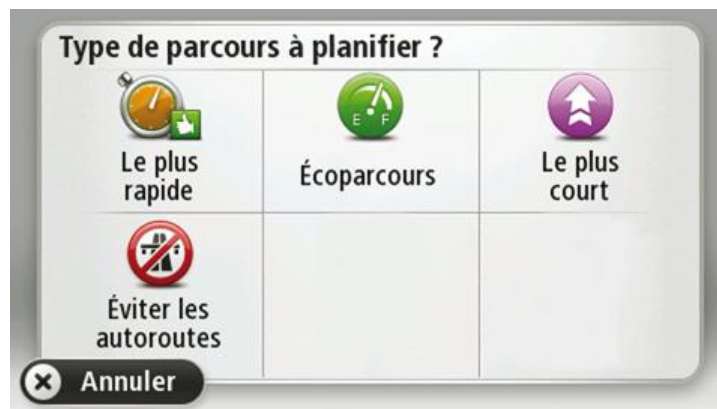 Type de parcours à planifier ?
E F
Le plus
rapide
Écoparcours
Le plus
court
Éviter les
autoroutes
Annuler